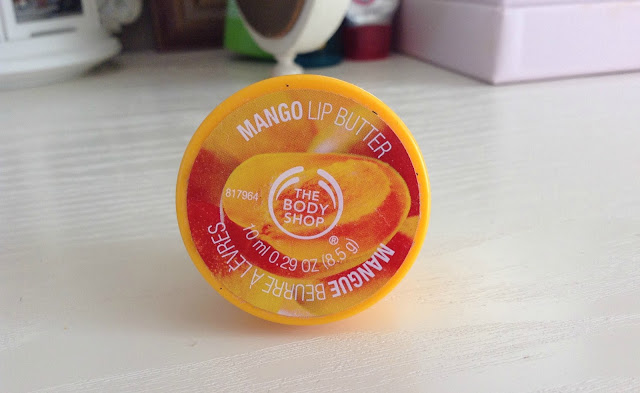 MANGO LIP BUTTER
817964
THE
BODY
SHOP
®
10 ml 0.29 OZ (8.5 g)
MANGUE BEURRE À LÈVRES